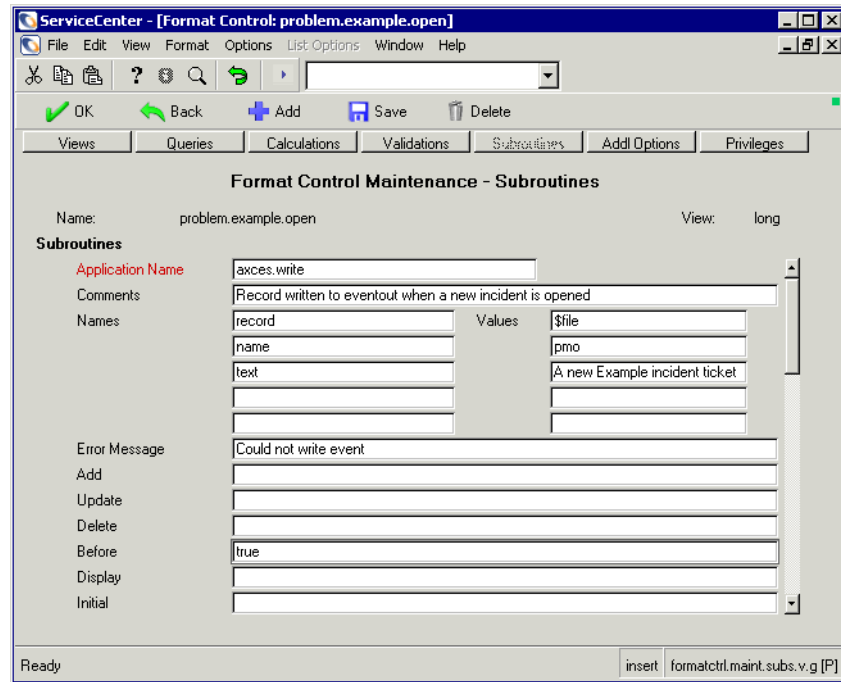 ServiceCenter - [Format Control: problem.example.open]
File Edit View Format Options List Options Window Help
OK Back Add Save Delete
Views Queries Calculations Validations Subroutines Addl Options Privileges
Format Control Maintenance - Subroutines
Name: problem.example.open View: long
Subroutines
Application Name axces.write
Comments Record written to eventout when a new incident is opened
Names record Values $file
name pmo
text A new Example incident ticket
Error Message Could not write event
Add
Update
Delete
Before true
Display
Initial
Ready insert formatctrl.maint.subs.v.g [P]